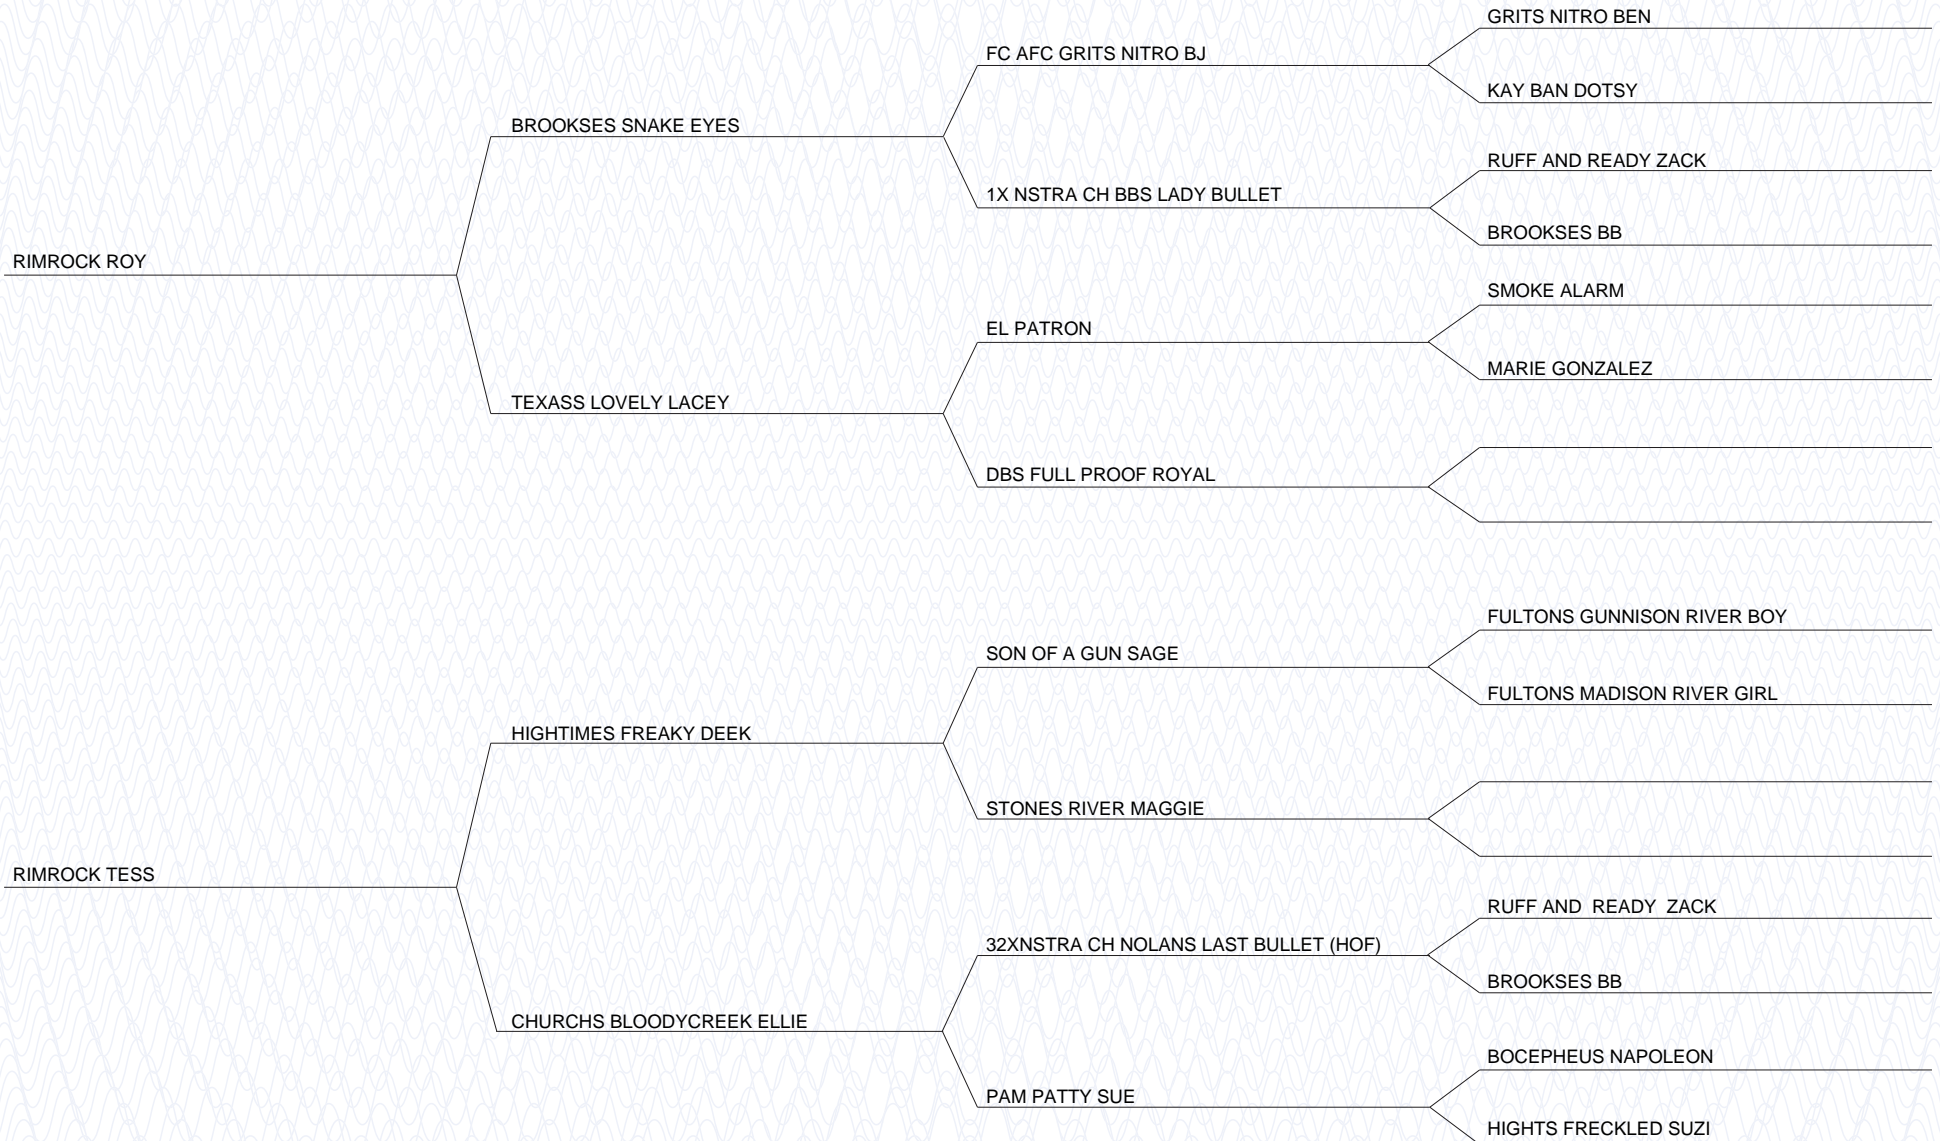 GRITS NITRO BEN
FC AFC GRITS NITRO BJ
KAY BAN DOTSY
BROOKSES SNAKE EYES
RUFF AND READY ZACK
1X NSTRA CH BBS LADY BULLET
BROOKSES BB
RIMROCK ROY
SMOKE ALARM
EL PATRON
MARIE GONZALEZ
TEXASS LOVELY LACEY
DBS FULL PROOF ROYAL
FULTONS GUNNISON RIVER BOY
SON OF A GUN SAGE
FULTONS MADISON RIVER GIRL
HIGHTIMES FREAKY DEEK
STONES RIVER MAGGIE
RIMROCK TESS
RUFF AND  READY  ZACK
32XNSTRA CH NOLANS LAST BULLET (HOF)
BROOKSES BB
CHURCHS BLOODYCREEK ELLIE
BOCEPHEUS NAPOLEON
PAM PATTY SUE
HIGHTS FRECKLED SUZI